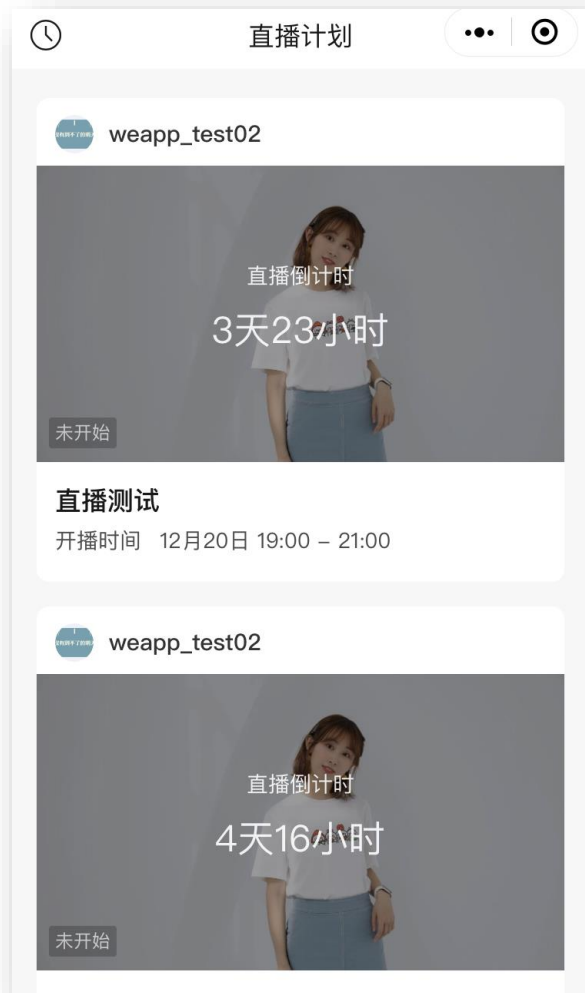 直播计划
weapp_test02
直播倒计时
3天23小时
未开始
直播测试
开播时间 12月20日 19:00 – 21:00
weapp_test02
直播倒计时
4天16小时
未开始